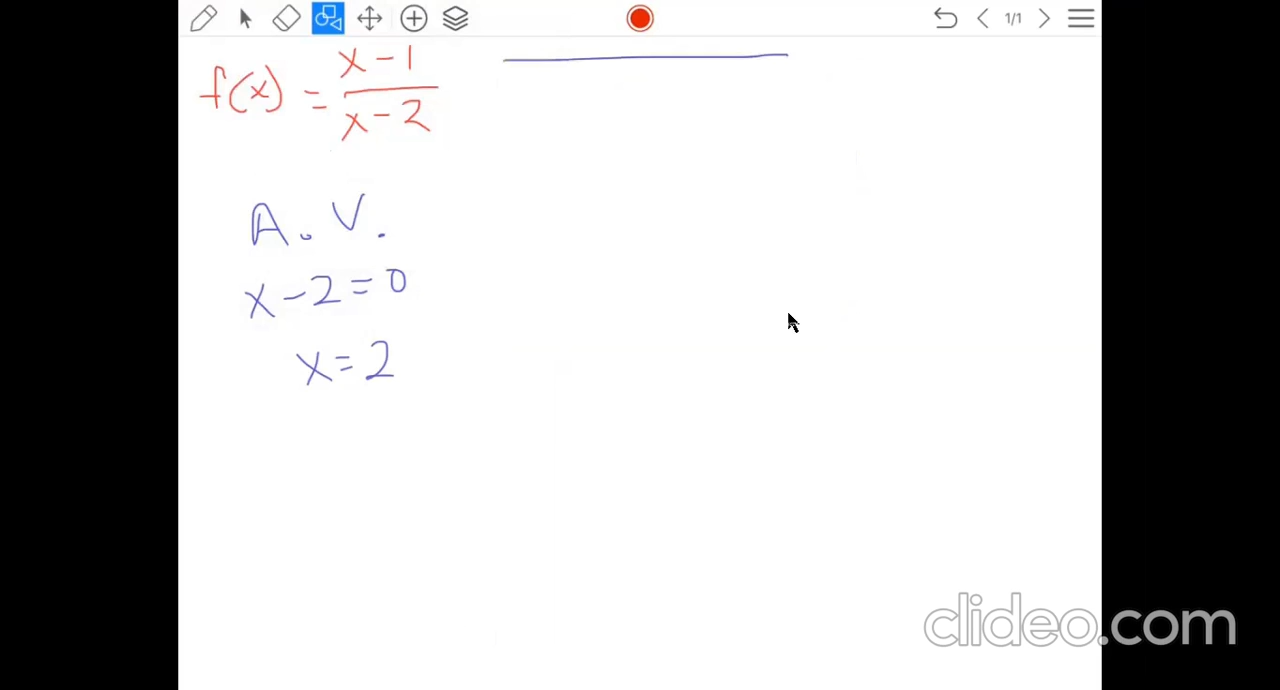 1/1
f(x) = x-1
x-2
A. V.
x-2=0
x=2
clideo.com